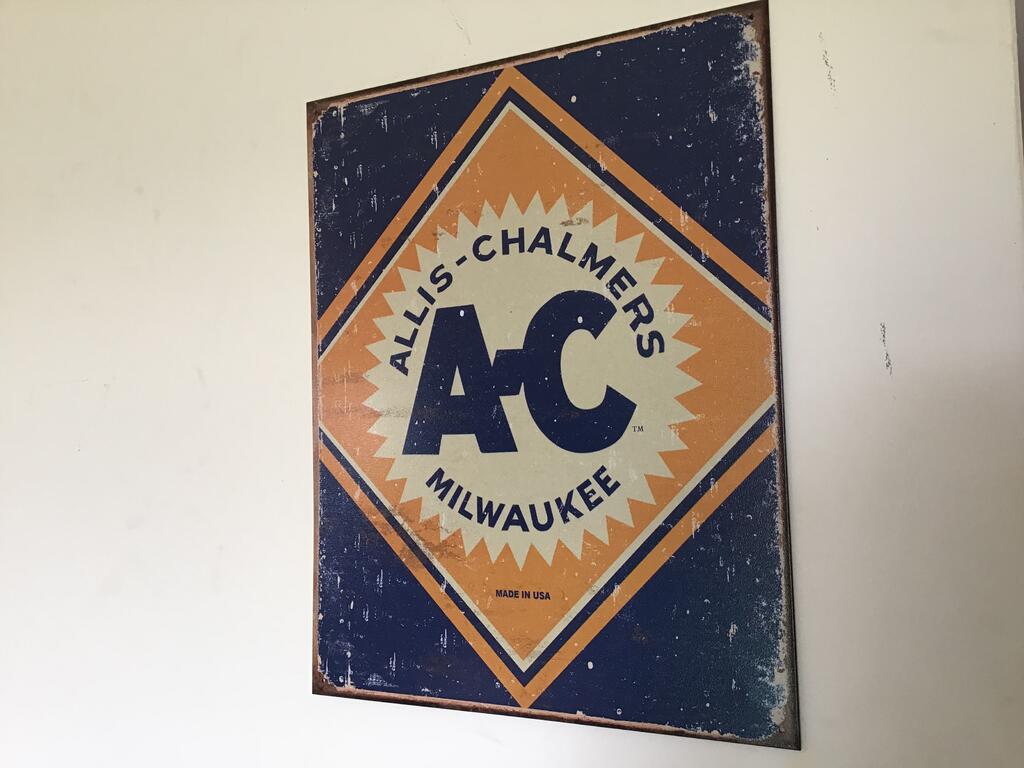 ALLIS-CHALMERS
A-C
TM
MILWAUKEE
MADE IN USA